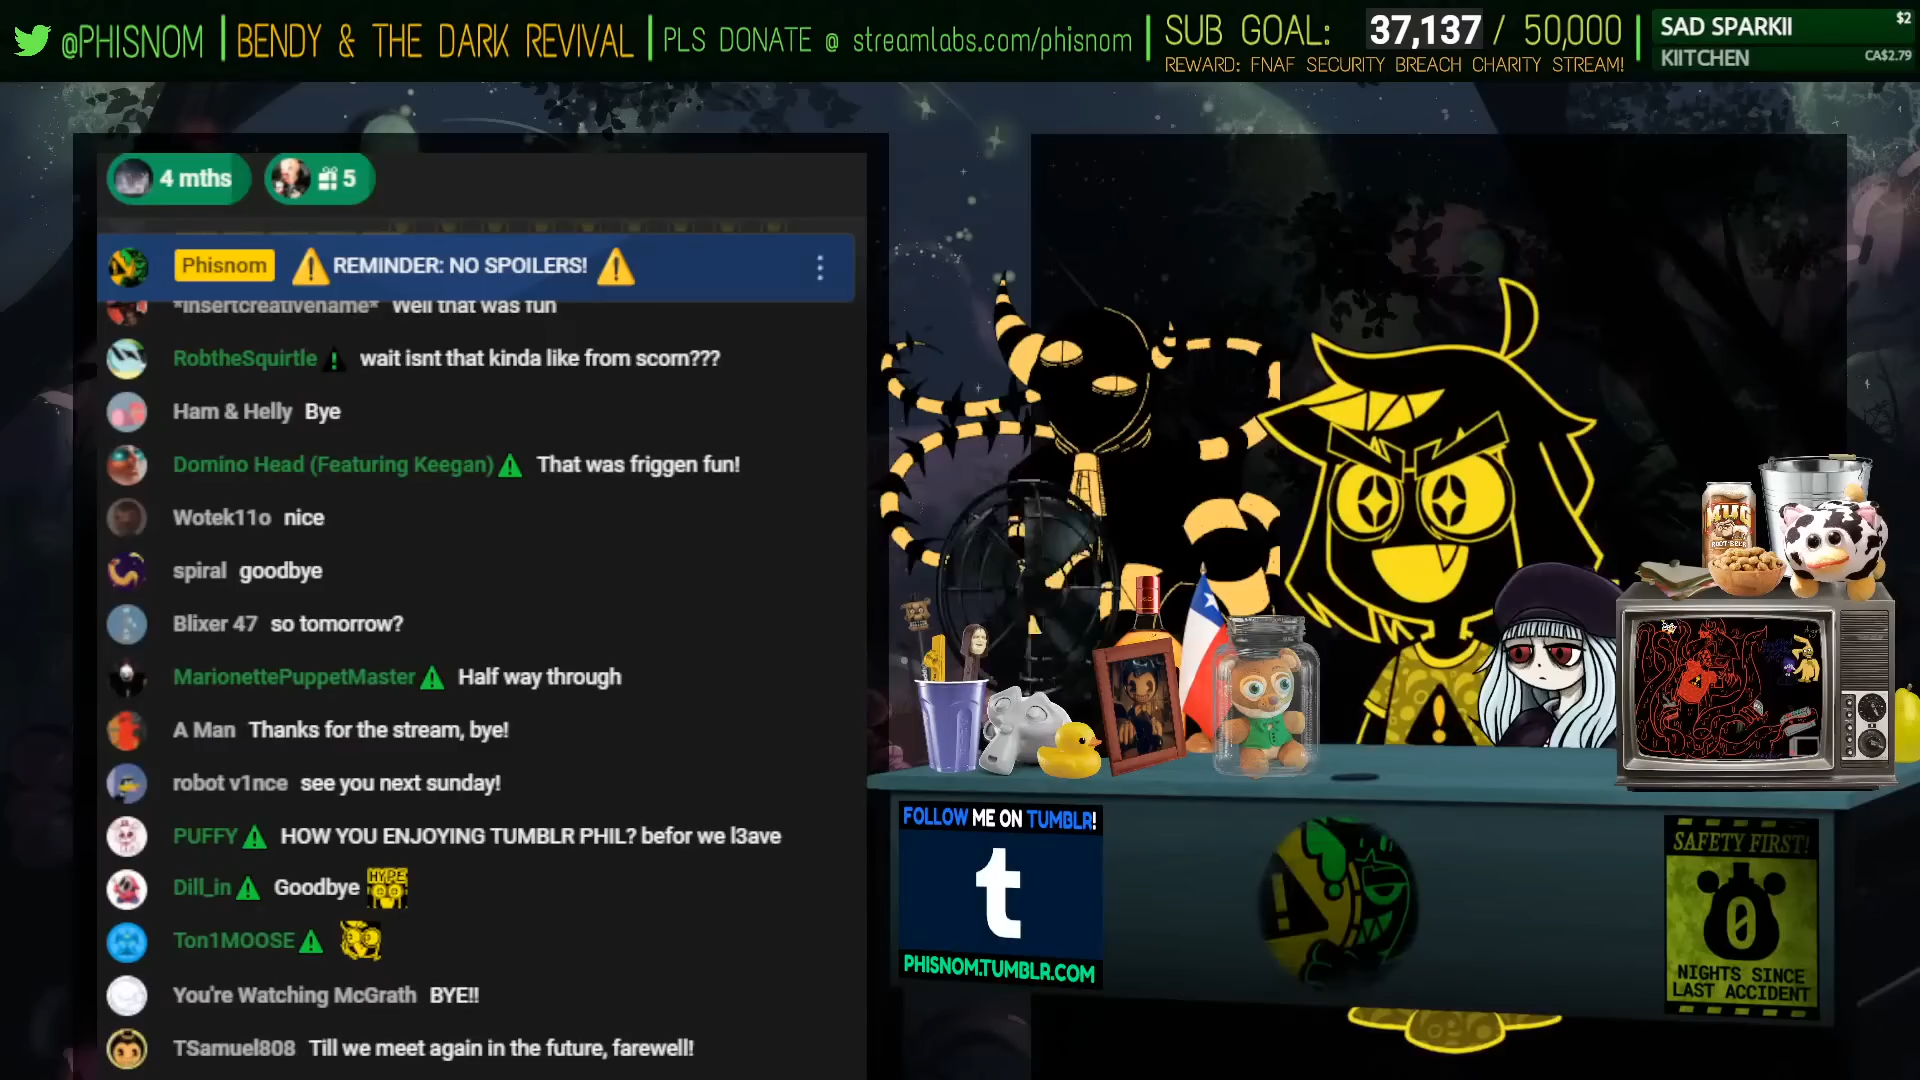 @PHISNOM
BENDY & THE DARK REVIVAL
PLS DONATE @ streamlabs.com/phisnom
SUB GOAL: 37,137 / 50,000
REWARD: FNAF SECURITY BREACH CHARITY STREAM!
SAD SPARKII $2
KIITCHEN CA$2.79
4 mths
5
Phisnom REMINDER: NO SPOILERS!
*insertcreativename* Well that was fun
RobtheSquirtle wait isnt that kinda like from scorn???
Ham & Helly Bye
Domino Head (Featuring Keegan) That was friggen fun!
Wotek11o nice
spiral goodbye
Blixer 47 so tomorrow?
MarionettePuppetMaster Half way through
A Man Thanks for the stream, bye!
robot v1nce see you next sunday!
PUFFY HOW YOU ENJOYING TUMBLR PHIL? befor we l3ave
Dill_in Goodbye HYPE
Ton1MOOSE
You're Watching McGrath BYE!!
TSamuel808 Till we meet again in the future, farewell!
MUG
ROOT BEER
FOLLOW ME ON TUMBLR!
t
PHISNOM.TUMBLR.COM
SAFETY FIRST!
0
NIGHTS SINCE
LAST ACCIDENT